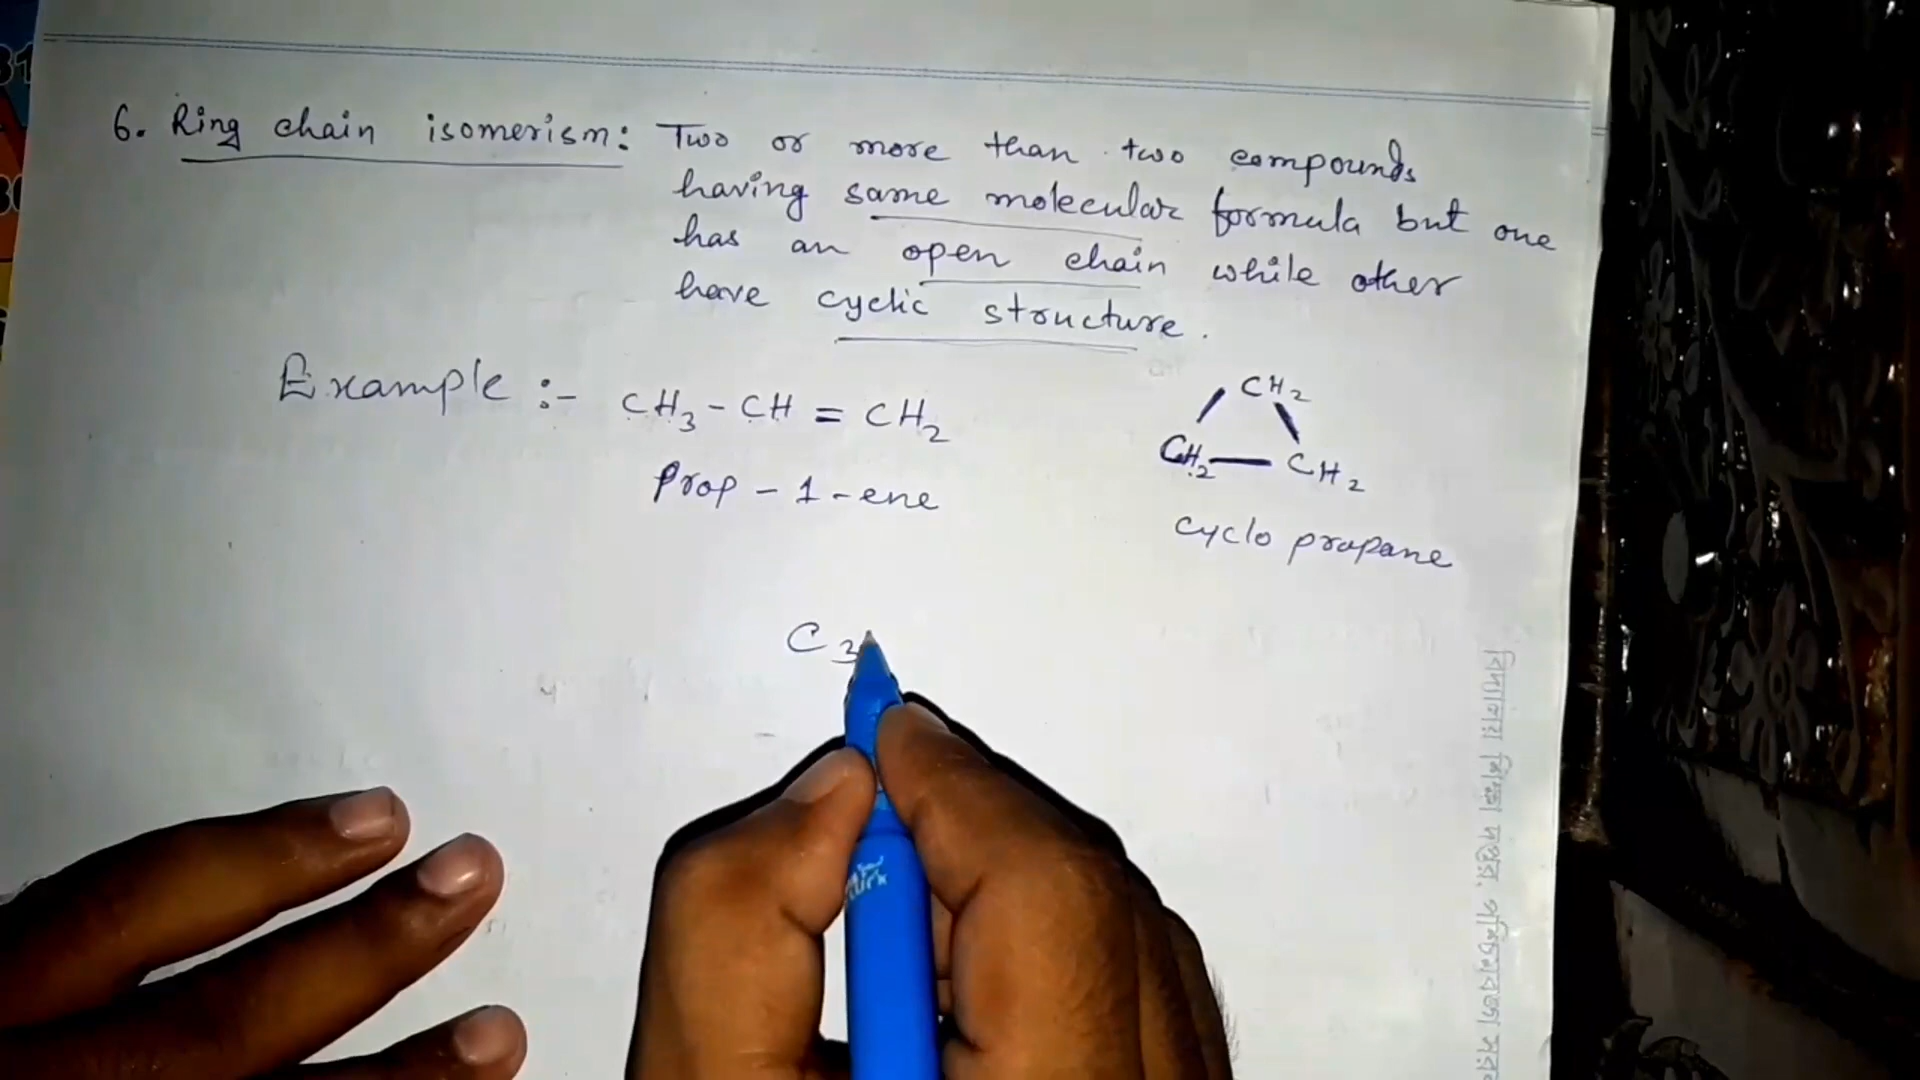 6. Ring chain isomerism: Two or more than two compounds
having same molecular formula but one
has an open chain while other
have cyclic structure.
Example :- CH3 - CH = CH2
Prop - 1 - ene
CH2
CH2 — CH2
cyclo propane
C3